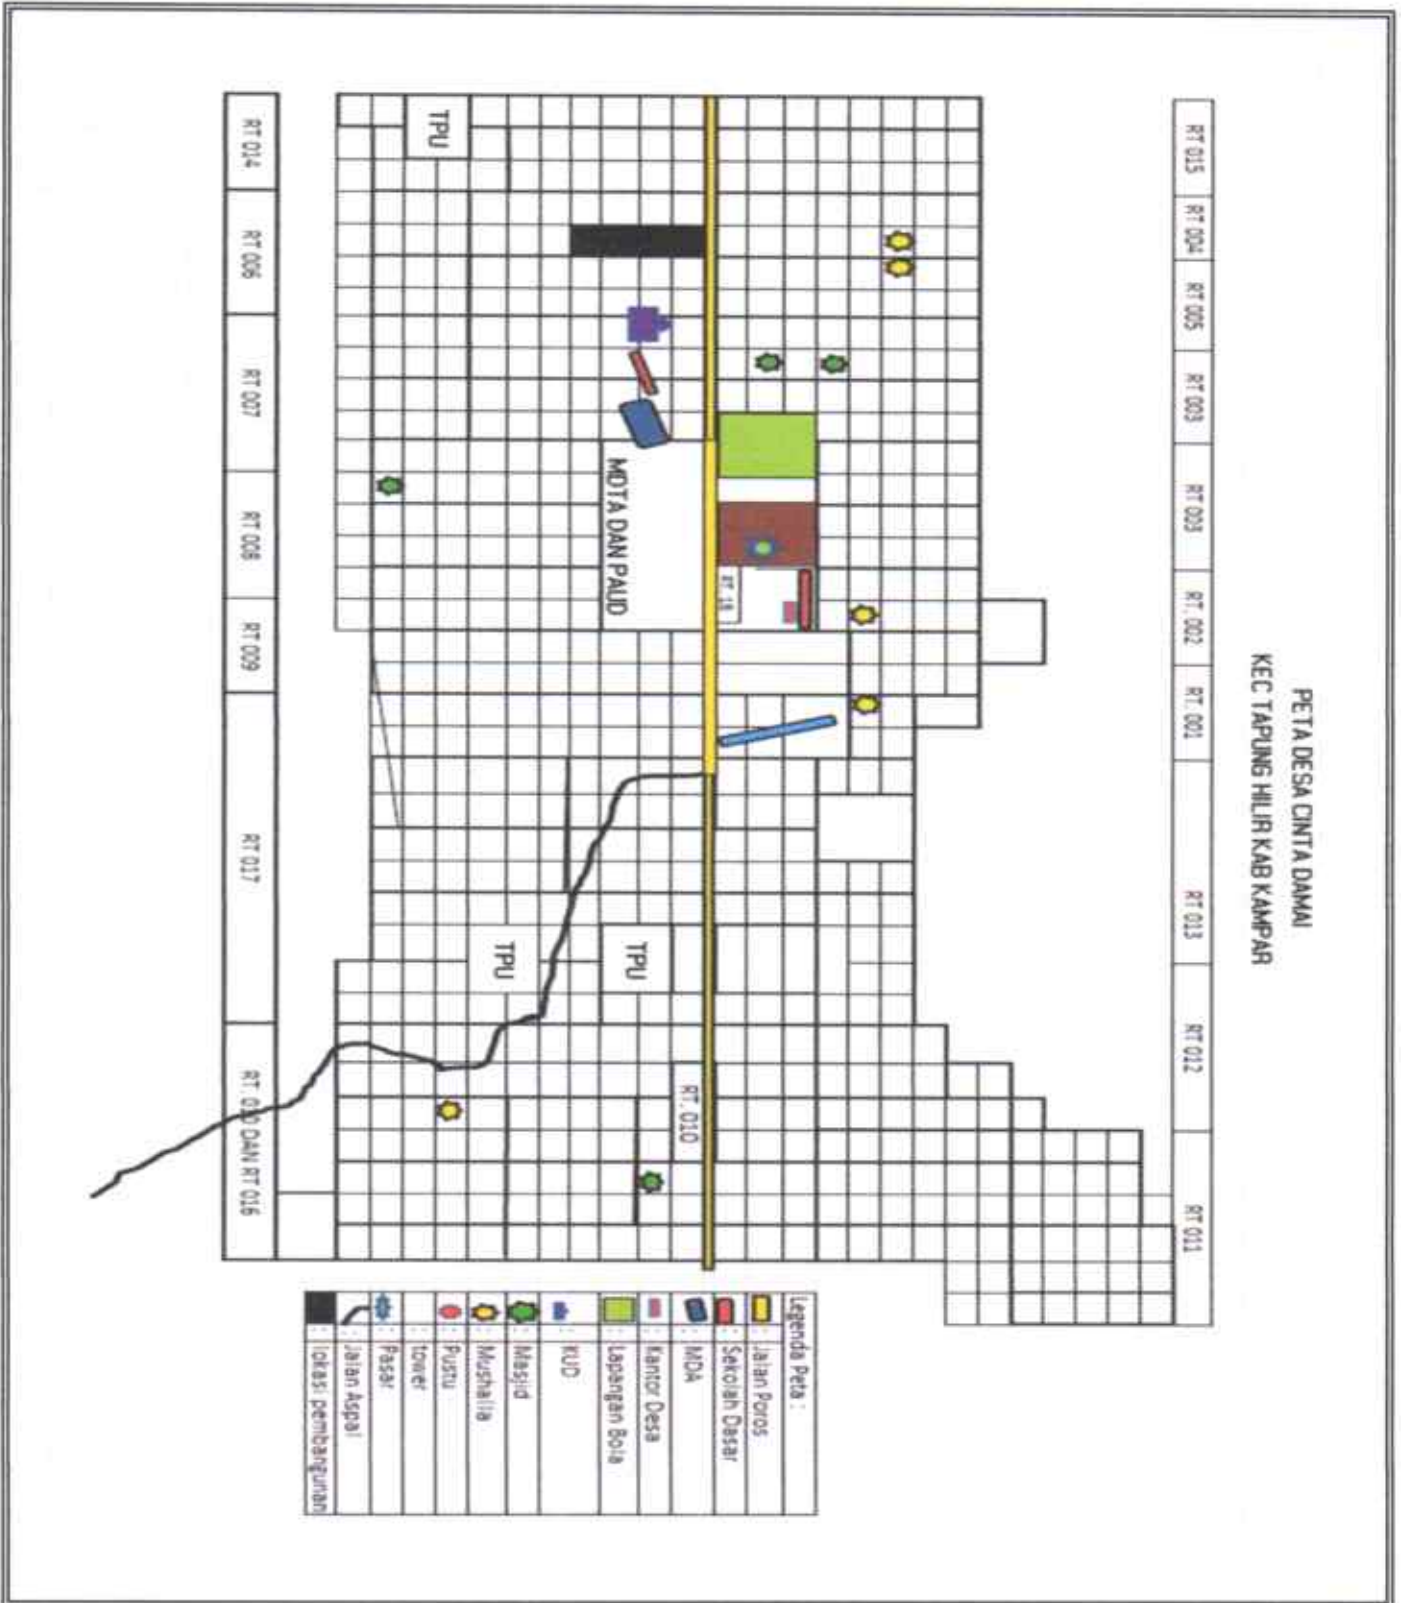 PETA DESA CINTA DAMAI
KEC TAPUNG HILIR KAB KAMPAR
RT 015
RT 004
RT 005
RT 003
RT 003
RT. 002
RT. 001
RT 013
RT 012
RT 011
RT. 18
MDTA DAN PAUD
TPU
TPU
TPU
RT. 010
RT 014
RT 006
RT 007
RT 008
RT 009
RT 017
RT. 010 DAN RT 016
Legenda Peta :
: Jalan Poros
: Sekolah Dasar
: MDA
: Kantor Desa
: Lapangan Bola
: KUD
: Masjid
: Mushalla
: Pustu
: tower
: Pasar
: Jalan Aspal
: lokasi pembangunan